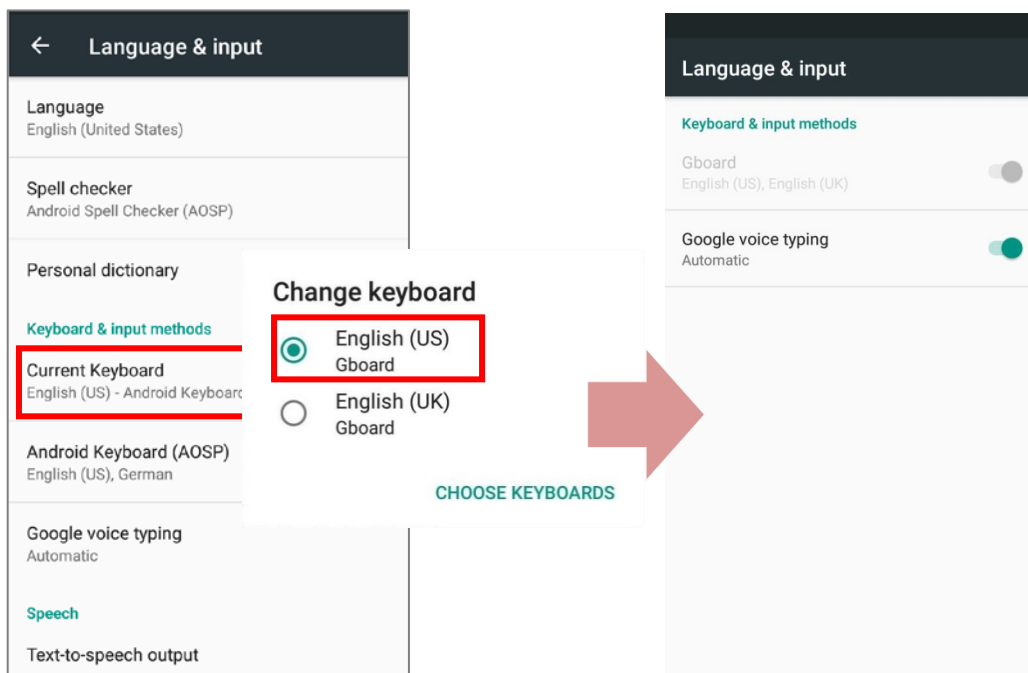 Language & input
Language
English (United States)
Spell checker
Android Spell Checker (AOSP)
Personal dictionary
Keyboard & input methods
Current Keyboard
English (US) - Android Keyboard
Android Keyboard (AOSP)
English (US), German
Google voice typing
Automatic
Speech
Text-to-speech output
Change keyboard
English (US)
Gboard
English (UK)
Gboard
CHOOSE KEYBOARDS
Language & input
Keyboard & input methods
Gboard
English (US), English (UK)
Google voice typing
Automatic